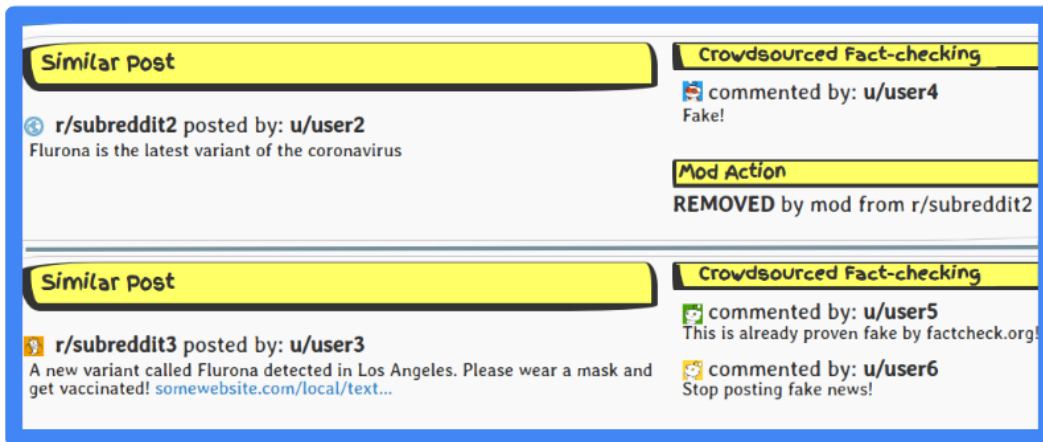 Similar Post
r/subreddit2 posted by: u/user2
Flurona is the latest variant of the coronavirus
Crowdsourced Fact-checking
commented by: u/user4
Fake!
Mod Action
REMOVED by mod from r/subreddit2
Similar Post
r/subreddit3 posted by: u/user3
A new variant called Flurona detected in Los Angeles. Please wear a mask and
get vaccinated! somewebsite.com/local/text...
Crowdsourced Fact-checking
commented by: u/user5
This is already proven fake by factcheck.org!
commented by: u/user6
Stop posting fake news!